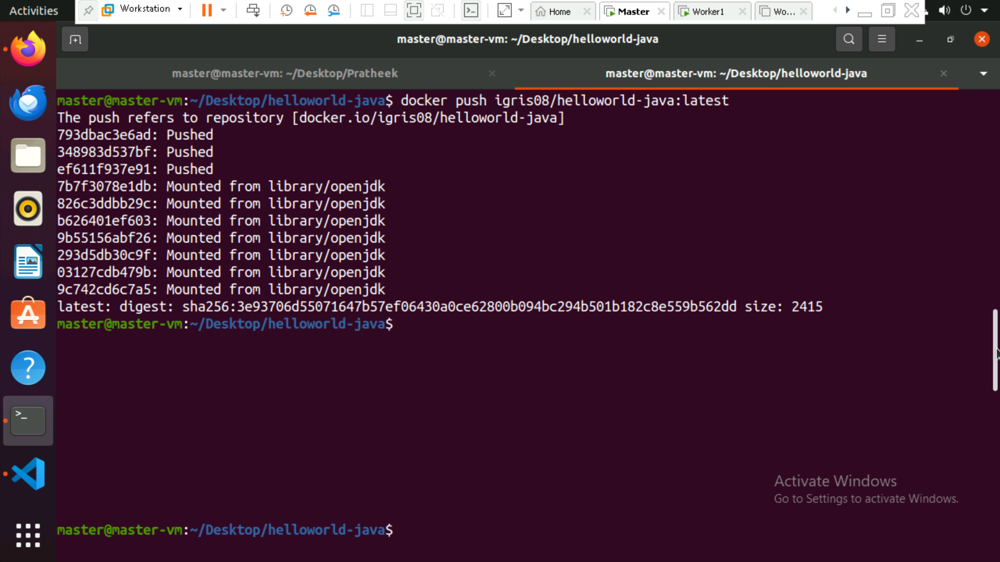 Activities
Workstation
Home
Master
Worker1
Wo...
master@master-vm: ~/Desktop/helloworld-java
master@master-vm: ~/Desktop/Pratheek
master@master-vm: ~/Desktop/helloworld-java
master@master-vm:~/Desktop/helloworld-java$ docker push igris08/helloworld-java:latest
The push refers to repository [docker.io/igris08/helloworld-java]
793dbac3e6ad: Pushed
348983d537bf: Pushed
ef611f937e91: Pushed
7b7f3078e1db: Mounted from library/openjdk
826c3ddbb29c: Mounted from library/openjdk
b626401ef603: Mounted from library/openjdk
9b55156abf26: Mounted from library/openjdk
293d5db30c9f: Mounted from library/openjdk
03127cdb479b: Mounted from library/openjdk
9c742cd6c7a5: Mounted from library/openjdk
latest: digest: sha256:3e93706d55071647b57ef06430a0ce62800b094bc294b501b182c8e559b562dd size: 2415
master@master-vm:~/Desktop/helloworld-java$
Activate Windows
Go to Settings to activate Windows.
master@master-vm:~/Desktop/helloworld-java$